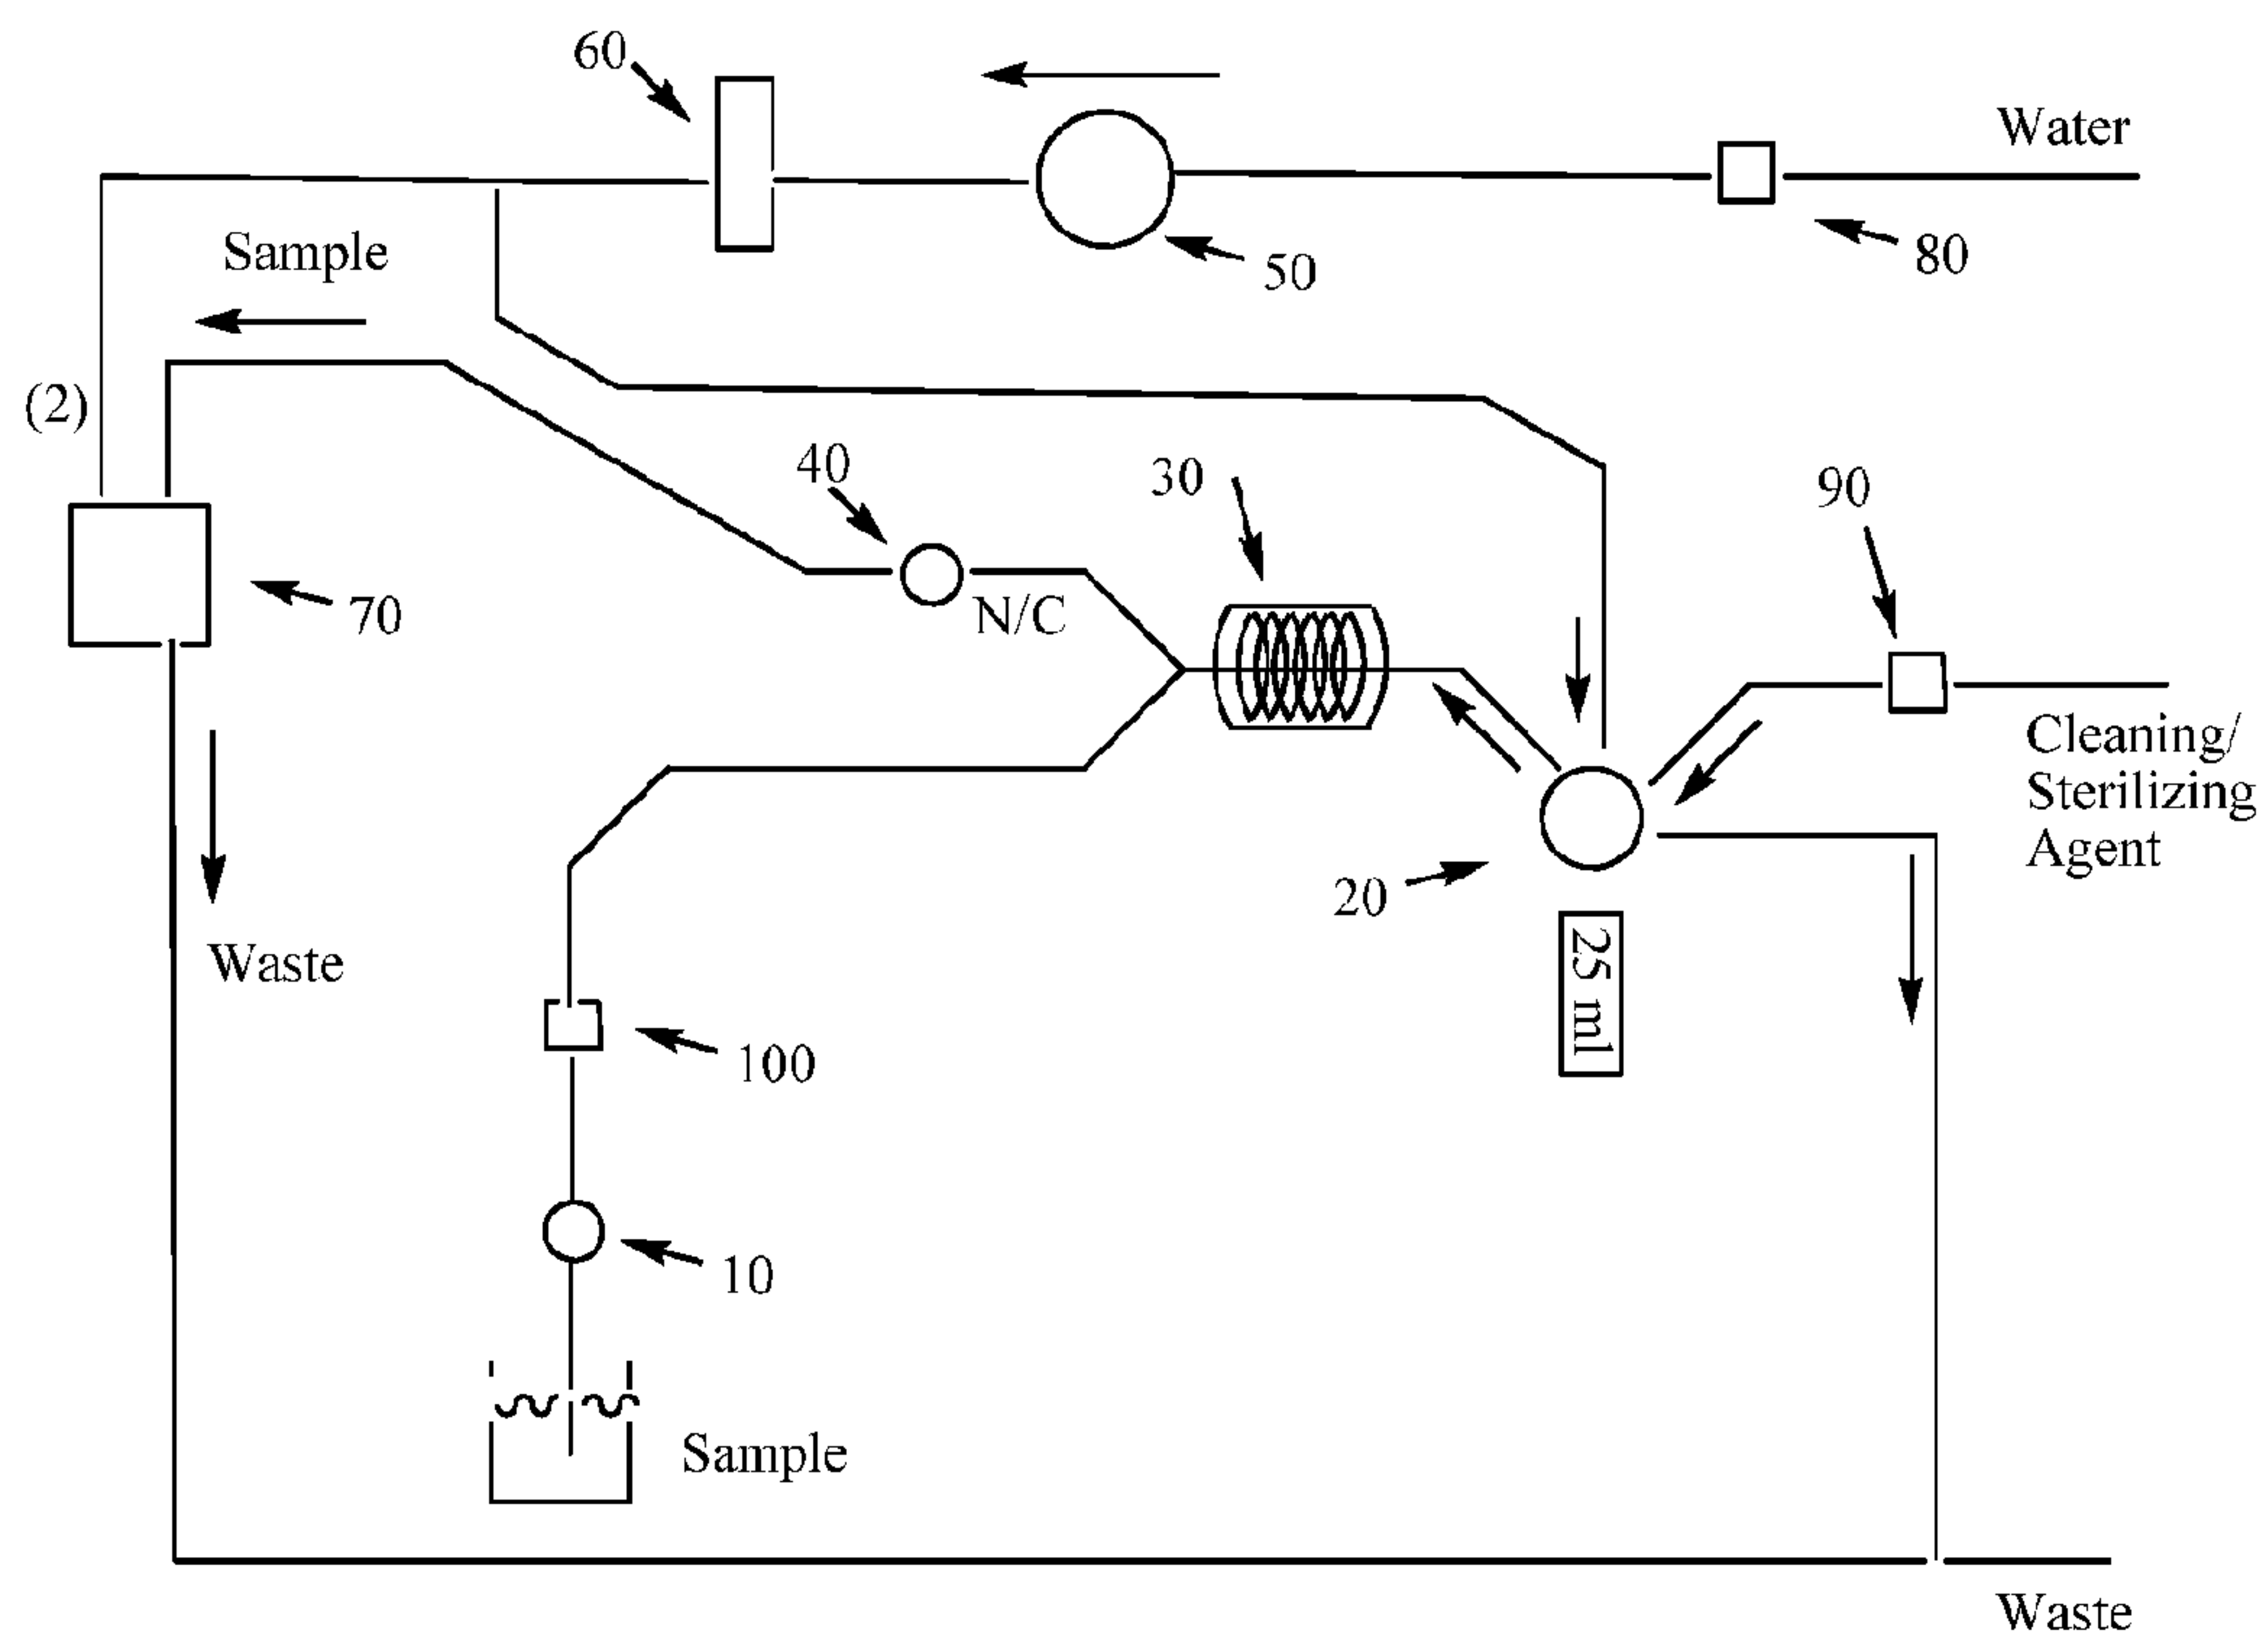 60
Water
Sample
50
80
(2)
40
30
90
N/C
70
Cleaning/
Sterilizing
Agent
20
Waste
25 ml
100
10
Sample
Waste